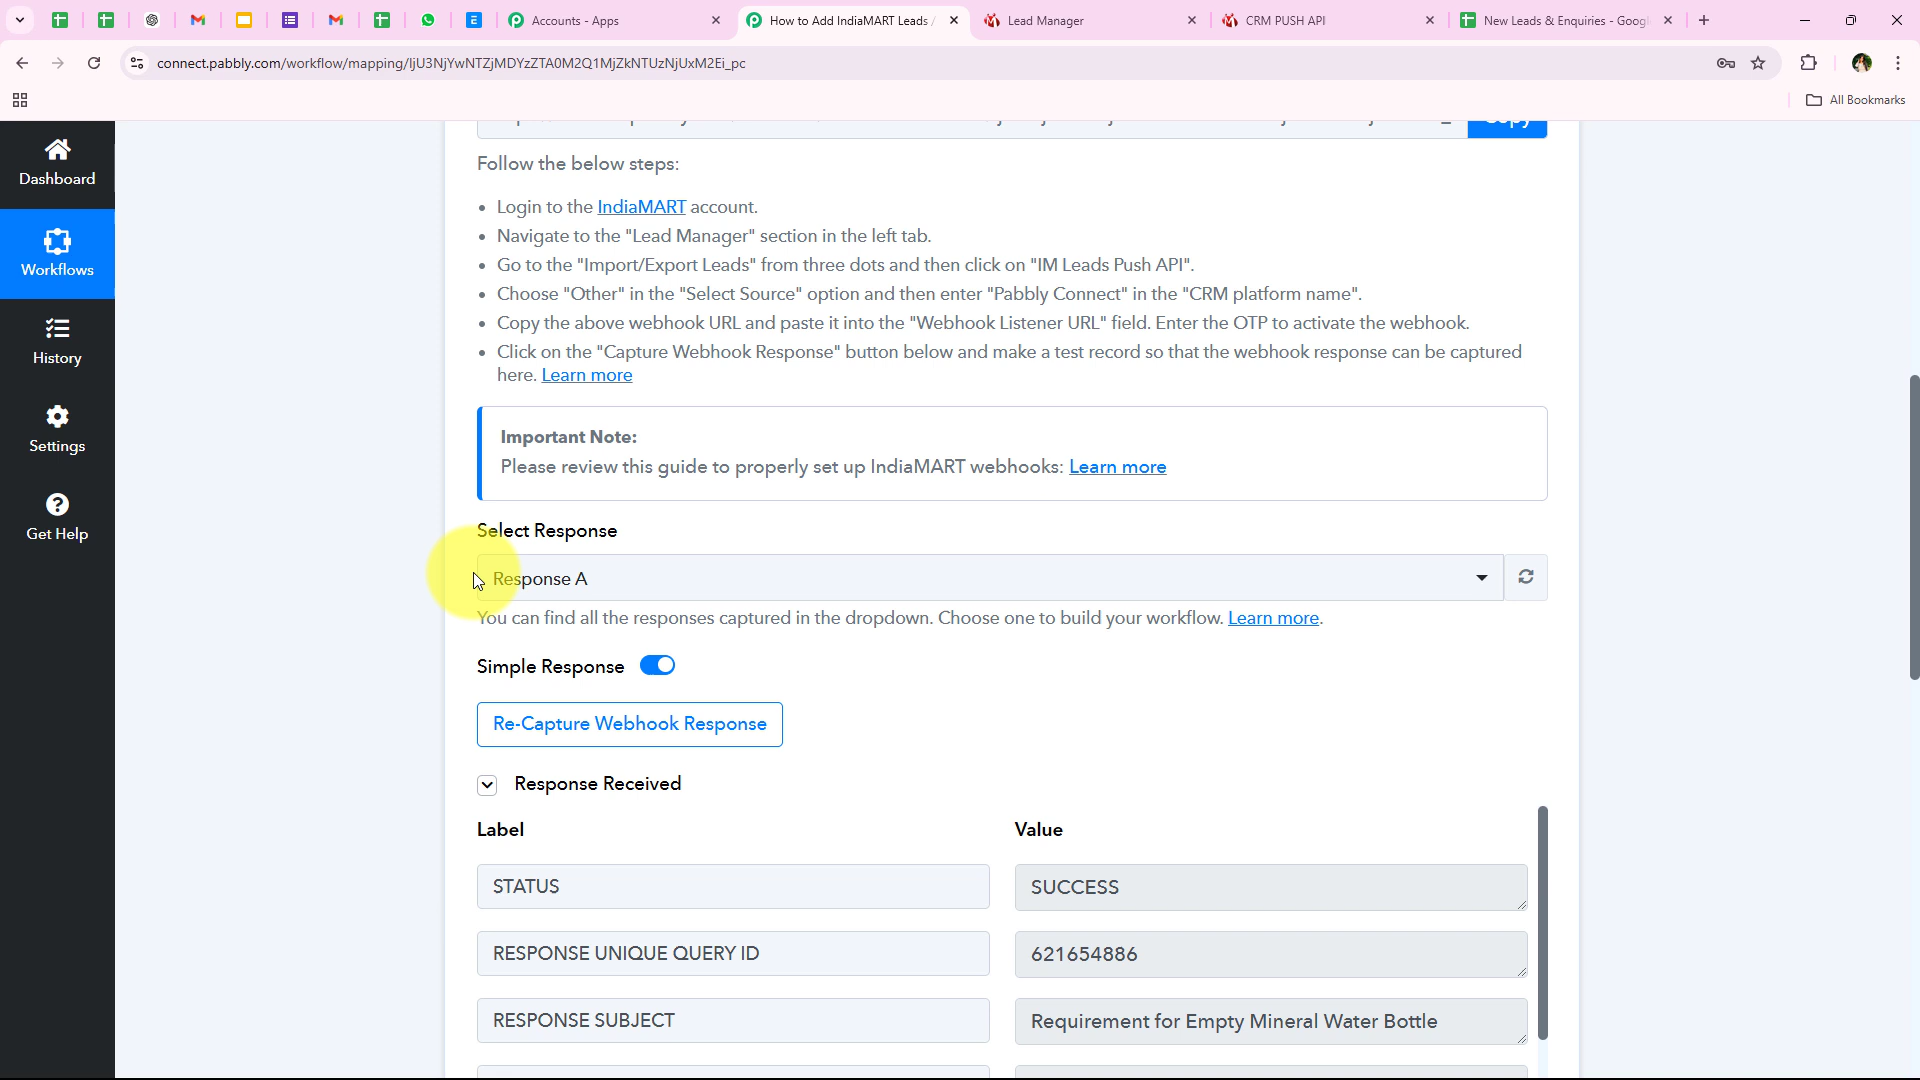 Accounts - Apps
How to Add IndiaMART Leads /
Lead Manager
CRM PUSH API
New Leads & Enquiries - Googl
connect.pabbly.com/workflow/mapping/IjU3NjYwNTZjMDYzZTA0M2Q1MjZkNTUzNjUxM2Ei_pc
All Bookmarks
Dashboard
Workflows
History
Settings
Get Help
Copy
Follow the below steps:
• Login to the IndiaMART account.
• Navigate to the "Lead Manager" section in the left tab.
• Go to the "Import/Export Leads" from three dots and then click on "IM Leads Push API".
• Choose "Other" in the "Select Source" option and then enter "Pabbly Connect" in the "CRM platform name".
• Copy the above webhook URL and paste it into the "Webhook Listener URL" field. Enter the OTP to activate the webhook.
• Click on the "Capture Webhook Response" button below and make a test record so that the webhook response can be captured
here. Learn more
Important Note:
Please review this guide to properly set up IndiaMART webhooks: Learn more
Select Response
Response A
You can find all the responses captured in the dropdown. Choose one to build your workflow. Learn more.
Simple Response
Re-Capture Webhook Response
Response Received
Label Value
STATUS SUCCESS
RESPONSE UNIQUE QUERY ID 621654886
RESPONSE SUBJECT Requirement for Empty Mineral Water Bottle